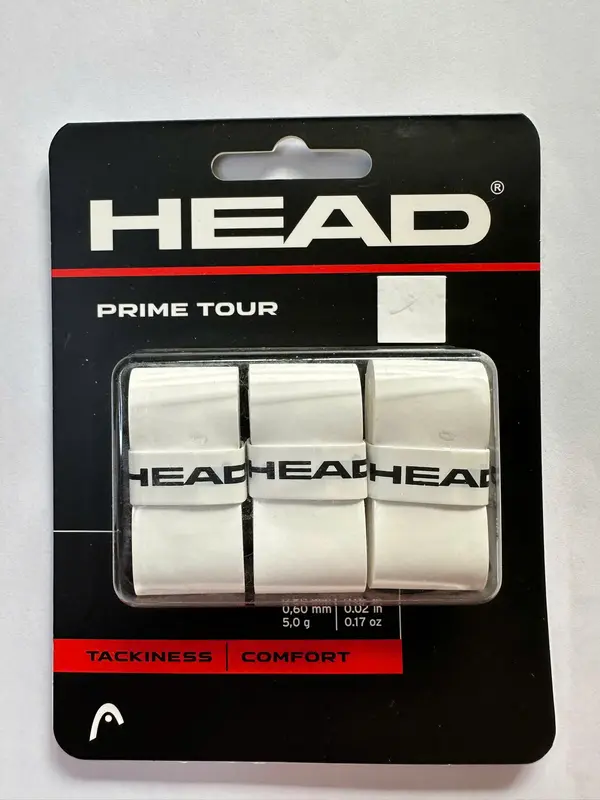 HEAD®
PRIME TOUR
HEAD HEAD HEAD
0,60 mm | 0.02 in
5,0 g | 0.17 oz
TACKINESS | COMFORT